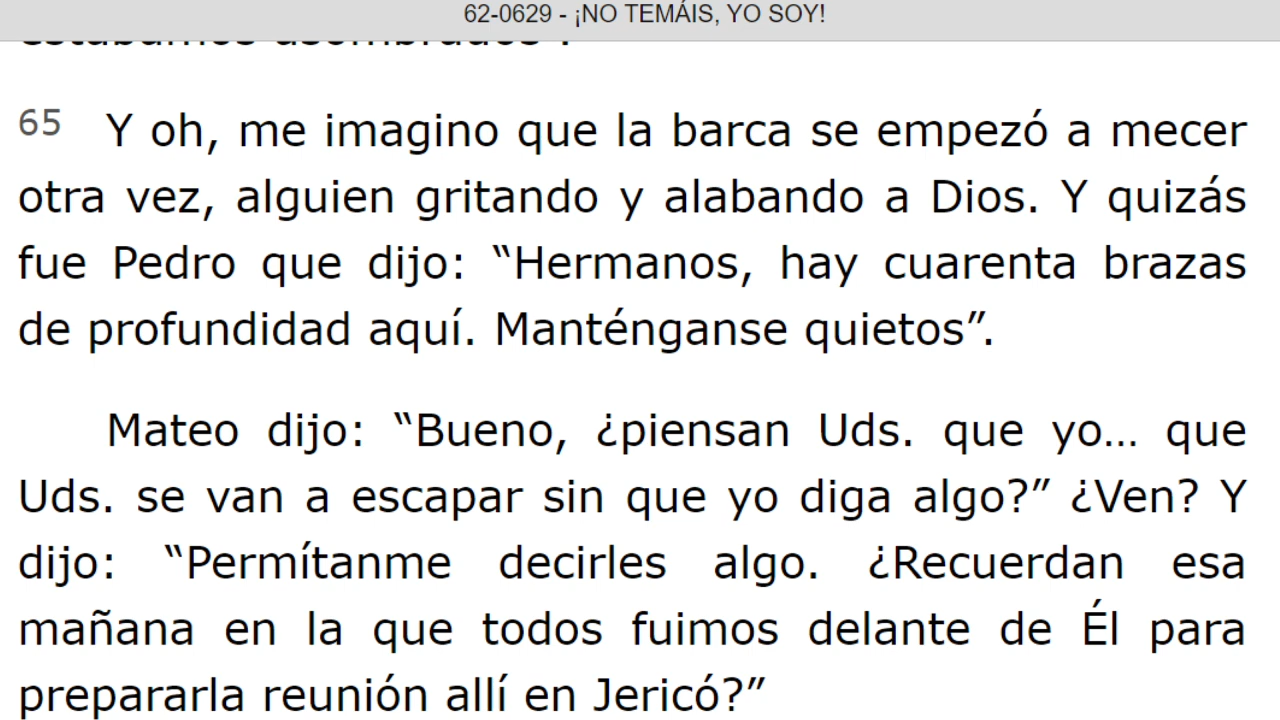 62-0629 - ¡NO TEMÁIS, YO SOY!
estábamos asombrados”.
65 Y oh, me imagino que la barca se empezó a mecer
otra vez, alguien gritando y alabando a Dios. Y quizás
fue Pedro que dijo: “Hermanos, hay cuarenta brazas
de profundidad aquí. Manténganse quietos”.
Mateo dijo: “Bueno, ¿piensan Uds. que yo… que
Uds. se van a escapar sin que yo diga algo?” ¿Ven? Y
dijo: “Permítanme decirles algo. ¿Recuerdan esa
mañana en la que todos fuimos delante de Él para
prepararla reunión allí en Jericó?”